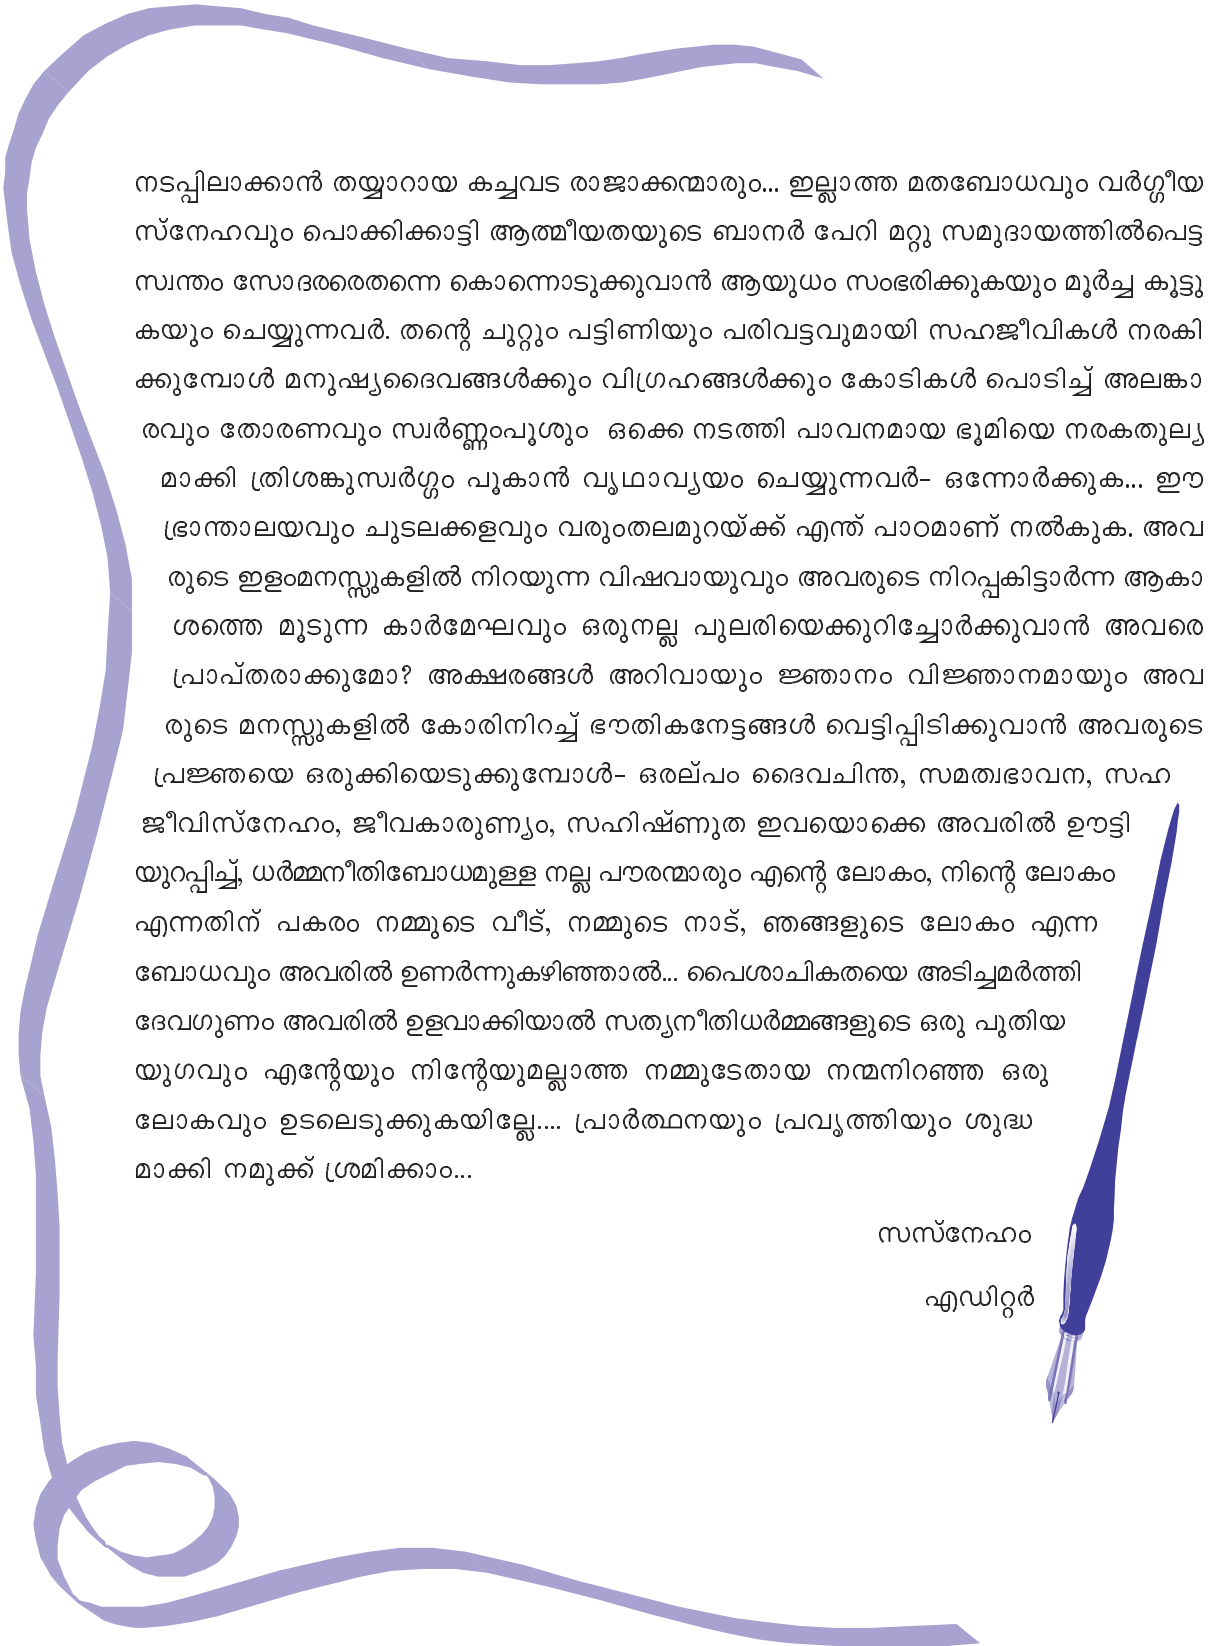 നടപ്പിലാക്കാൻ തയ്യാറായ കച്ചവട രാജാക്കന്മാരും... ഇല്ലാത്ത മതബോധവും വർഗ്ഗീയ
സ്നേഹവും പൊക്കിക്കാട്ടി ആത്മീയതയുടെ ബാനർ പേറി മറ്റു സമുദായത്തിൽപെട്ട
സ്വന്തം സോദരരെതന്നെ കൊന്നൊടുക്കുവാൻ ആയുധം സംഭരിക്കുകയും മൂർച്ച കൂട്ടു
കയും ചെയ്യുന്നവർ. തന്റെ ചുറ്റും പട്ടിണിയും പരിവട്ടവുമായി സഹജീവികൾ നരകി
ക്കുമ്പോൾ മനുഷ്യദൈവങ്ങൾക്കും വിഗ്രഹങ്ങൾക്കും കോടികൾ പൊടിച്ച് അലങ്കാ
രവും തോരണവും സ്വർണ്ണംപൂശും ഒക്കെ നടത്തി പാവനമായ ഭൂമിയെ നരകതുല്യ
മാക്കി ത്രിശങ്കുസ്വർഗ്ഗം പൂകാൻ വൃഥാവ്യയം ചെയ്യുന്നവർ- ഒന്നോർക്കുക... ഈ
ഭ്രാന്താലയവും ചുടലക്കളവും വരുംതലമുറയ്ക്ക് എന്ത് പാഠമാണ് നൽകുക. അവ
രുടെ ഇളംമനസ്സുകളിൽ നിറയുന്ന വിഷവായുവും അവരുടെ നിറപ്പകിട്ടാർന്ന ആകാ
ശത്തെ മൂടുന്ന കാർമേഘവും ഒരുനല്ല പുലരിയെക്കുറിച്ചോർക്കുവാൻ അവരെ
പ്രാപ്തരാക്കുമോ? അക്ഷരങ്ങൾ അറിവായും ജ്ഞാനം വിജ്ഞാനമായും അവ
രുടെ മനസ്സുകളിൽ കോരിനിറച്ച് ഭൗതികനേട്ടങ്ങൾ വെട്ടിപ്പിടിക്കുവാൻ അവരുടെ
പ്രജ്ഞയെ ഒരുക്കിയെടുക്കുമ്പോൾ- ഒരല്പം ദൈവചിന്ത, സമത്വഭാവന, സഹ
ജീവിസ്നേഹം, ജീവകാരുണ്യം, സഹിഷ്ണുത ഇവയൊക്കെ അവരിൽ ഊട്ടി
യുറപ്പിച്ച്, ധർമ്മനീതിബോധമുള്ള നല്ല പൗരന്മാരും എന്റെ ലോകം, നിന്റെ ലോകം
എന്നതിന് പകരം നമ്മുടെ വീട്, നമ്മുടെ നാട്, ഞങ്ങളുടെ ലോകം എന്ന
ബോധവും അവരിൽ ഉണർന്നുകഴിഞ്ഞാൽ... പൈശാചികതയെ അടിച്ചമർത്തി
ദേവഗുണം അവരിൽ ഉളവാക്കിയാൽ സത്യനീതിധർമ്മങ്ങളുടെ ഒരു പുതിയ
യുഗവും എന്റേയും നിന്റേയുമല്ലാത്ത നമ്മുടേതായ നന്മനിറഞ്ഞ ഒരു
ലോകവും ഉടലെടുക്കുകയില്ലേ.... പ്രാർത്ഥനയും പ്രവൃത്തിയും ശുദ്ധ
മാക്കി നമുക്ക് ശ്രമിക്കാം...
സസ്നേഹം
എഡിറ്റർ